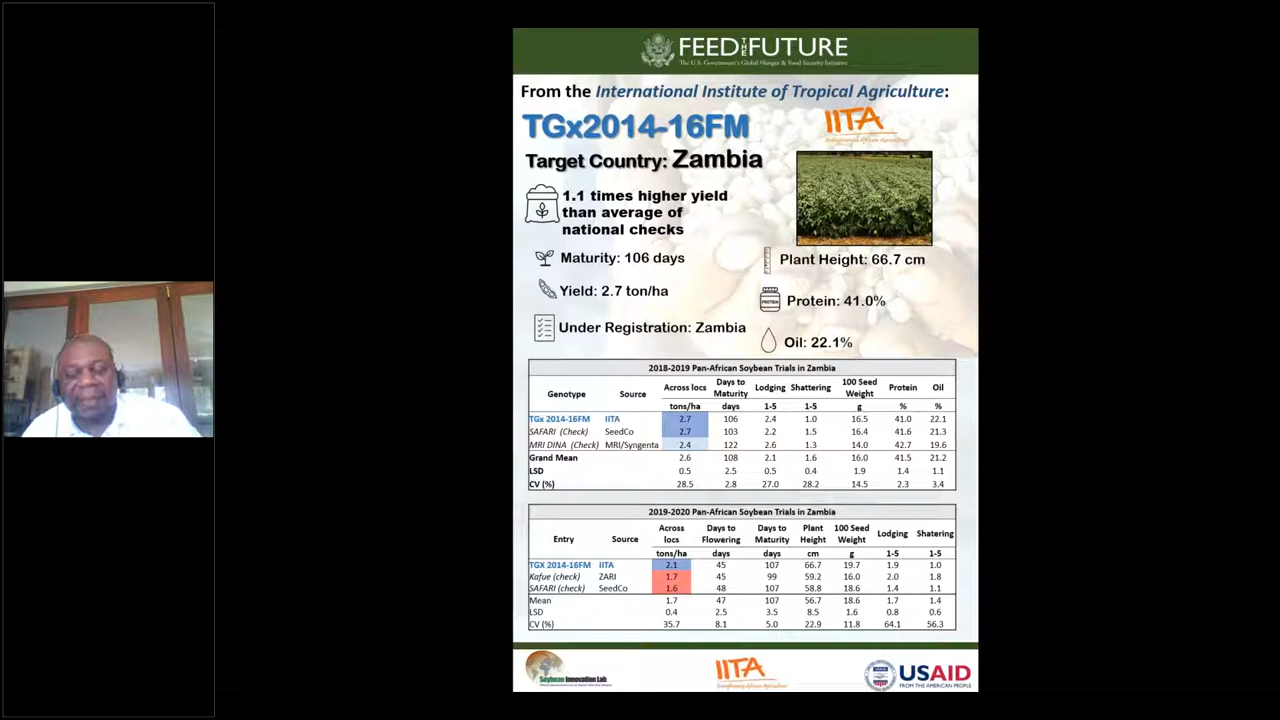 FEED THE FUTURE
The U.S. Government's Global Hunger & Food Security Initiative
From the International Institute of Tropical Agriculture:
TGx2014-16FM
IITA
Transforming African Agriculture
Target Country: Zambia
1.1 times higher yield
than average of
national checks
Maturity: 106 days
Plant Height: 66.7 cm
Yield: 2.7 ton/ha
PROTEIN
Protein: 41.0%
Under Registration: Zambia
Oil: 22.1%
2018-2019 Pan-African Soybean Trials in Zambia
Genotype Source Across locs Days to Maturity Lodging Shattering 100 Seed Weight Protein Oil
tons/ha days 1-5 1-5 g % %
TGx 2014-16FM IITA 2.7 106 2.4 1.0 16.5 41.0 22.1
SAFARI (Check) SeedCo 2.7 103 2.2 1.5 16.4 41.6 21.3
MRI DINA (Check) MRI/Syngenta 2.4 122 2.6 1.3 14.0 42.7 19.6
Grand Mean 2.6 108 2.1 1.6 16.0 41.5 21.2
LSD 0.5 2.5 0.5 0.4 1.9 1.4 1.1
CV (%) 28.5 2.8 27.0 28.2 14.5 2.3 3.4
2019-2020 Pan-African Soybean Trials in Zambia
Entry Source Across locs Days to Flowering Days to Maturity Plant Height 100 Seed Weight Lodging Shatering
tons/ha days days cm g 1-5 1-5
TGX 2014-16FM IITA 2.1 45 107 66.7 19.7 1.9 1.0
Kafue (check) ZARI 1.7 45 99 59.2 16.0 2.0 1.8
SAFARI (check) SeedCo 1.6 48 107 58.8 18.6 1.4 1.1
Mean 1.7 47 107 56.7 18.6 1.7 1.4
LSD 0.4 2.5 3.5 8.5 1.6 0.8 0.6
CV (%) 35.7 8.1 5.0 22.9 11.8 64.1 56.3
Soybean Innovation Lab
IITA
Transforming African Agriculture
USAID
FROM THE AMERICAN PEOPLE